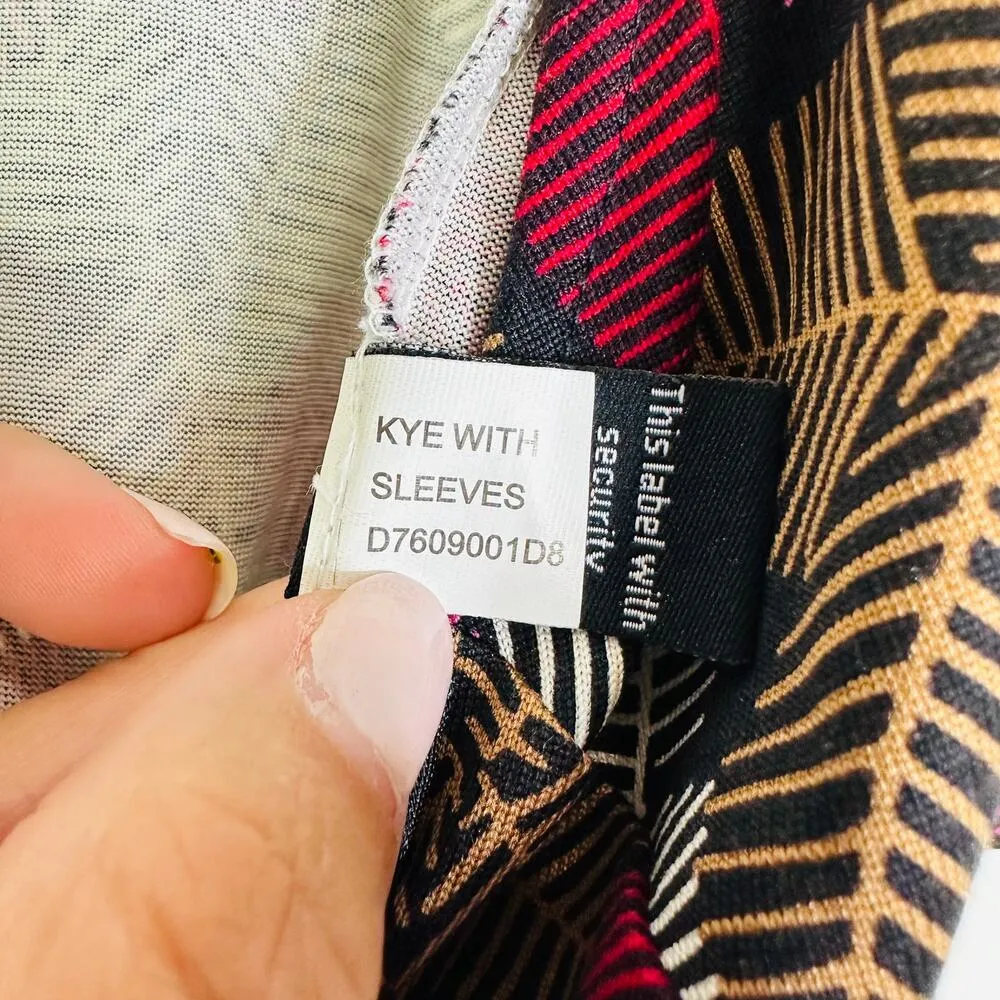 KYE WITH
SLEEVES
D7609001D8
This label with
security